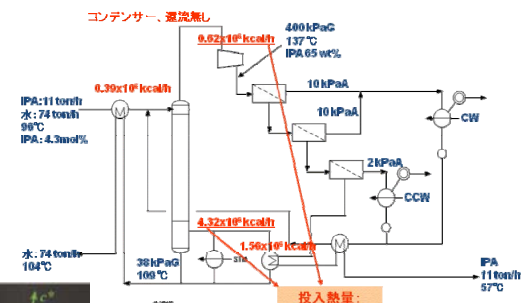 コンデンサー、還流無し
0.62x10⁶ kcal/h
400 kPaG
137℃
IPA 65 wt%
0.39x10⁶ kcal/h
10 kPaA
IPA: 11 ton/h
水: 74 ton/h
96℃
IPA: 4.3mol%
10 kPaA
CW
2 kPaA
CCW
4.32x10⁶ kcal/h
1.56x10⁶ kcal/h
水: 74 ton/h
104℃
38 kPaG
109℃
STM
IPA
11 ton/h
57℃
投入熱量: